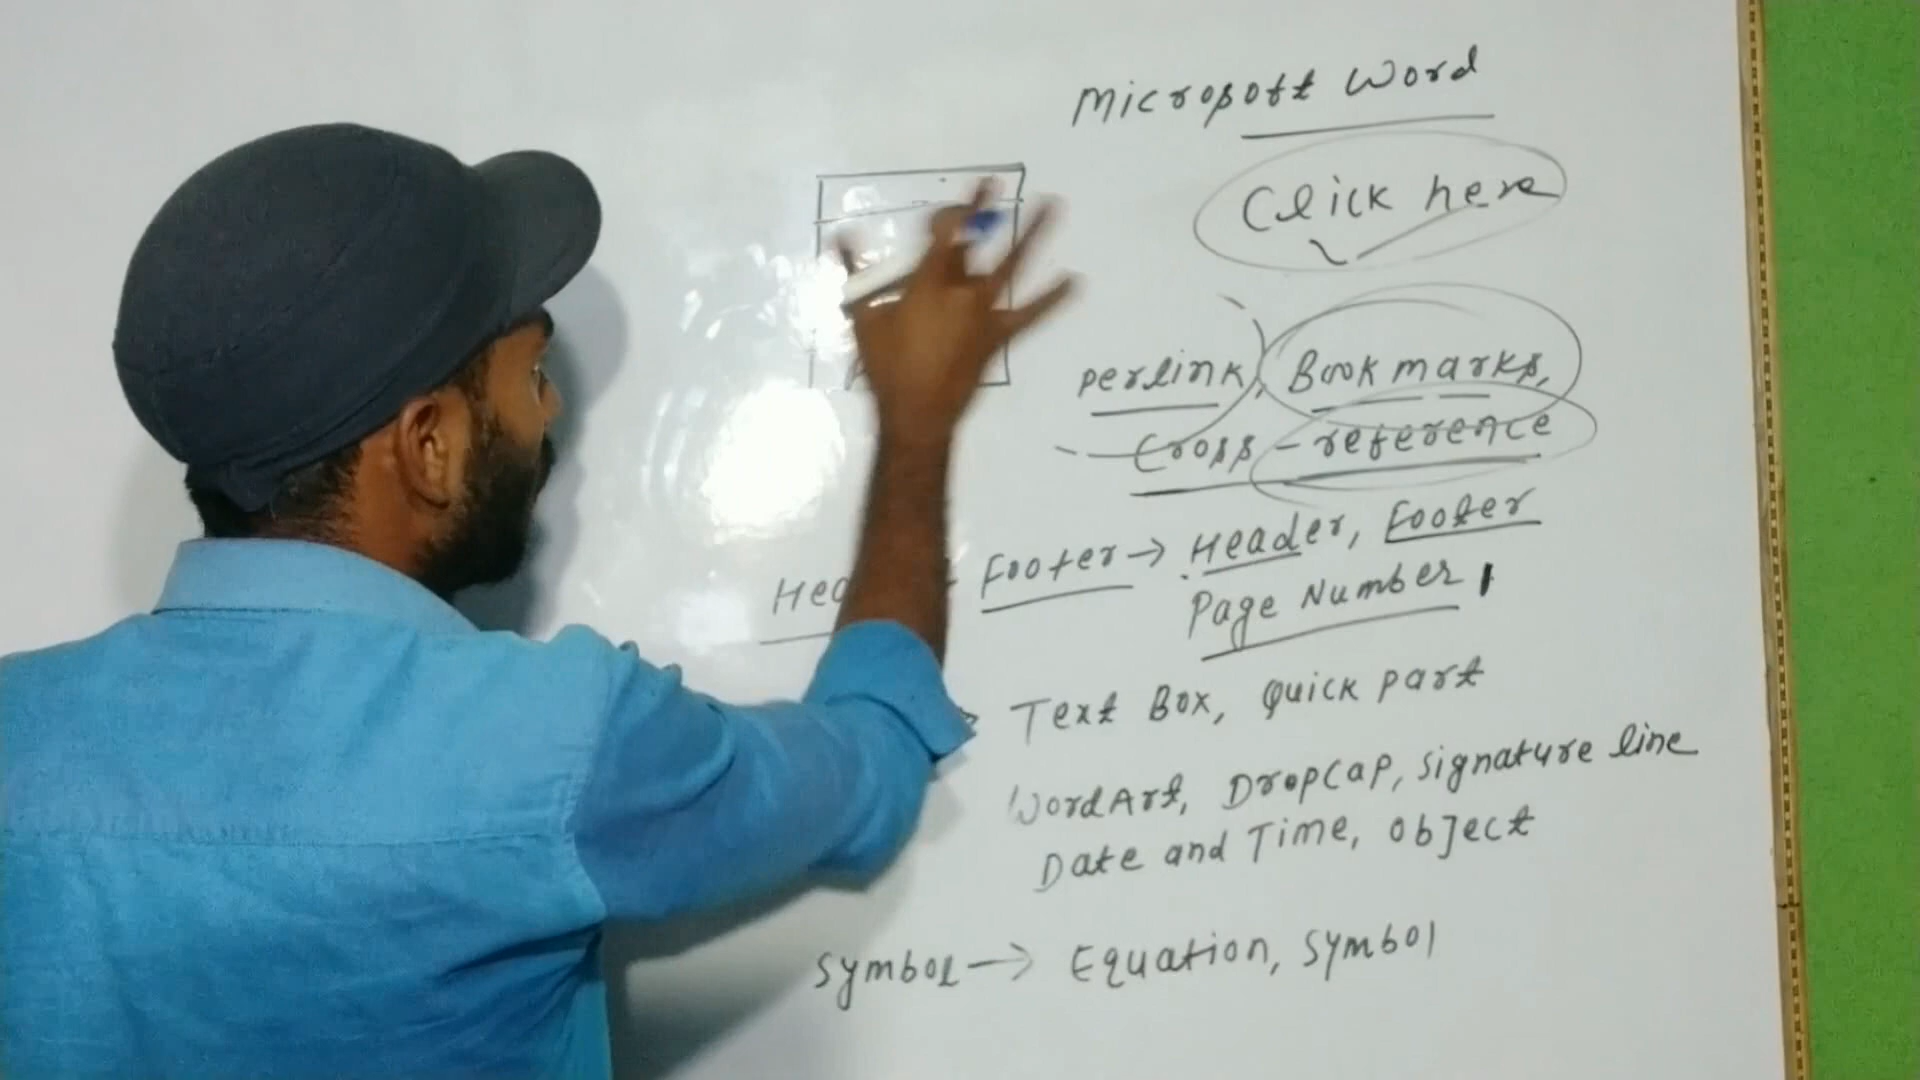 Microsoft Word
Click here
perlink, Bookmarks,
Cross-reference
Footer → Header, Footer
Page Number,
Text Box, Quick part
WordArt, DropCap, Signature line
Date and Time, Object
Symbol → Equation, Symbol